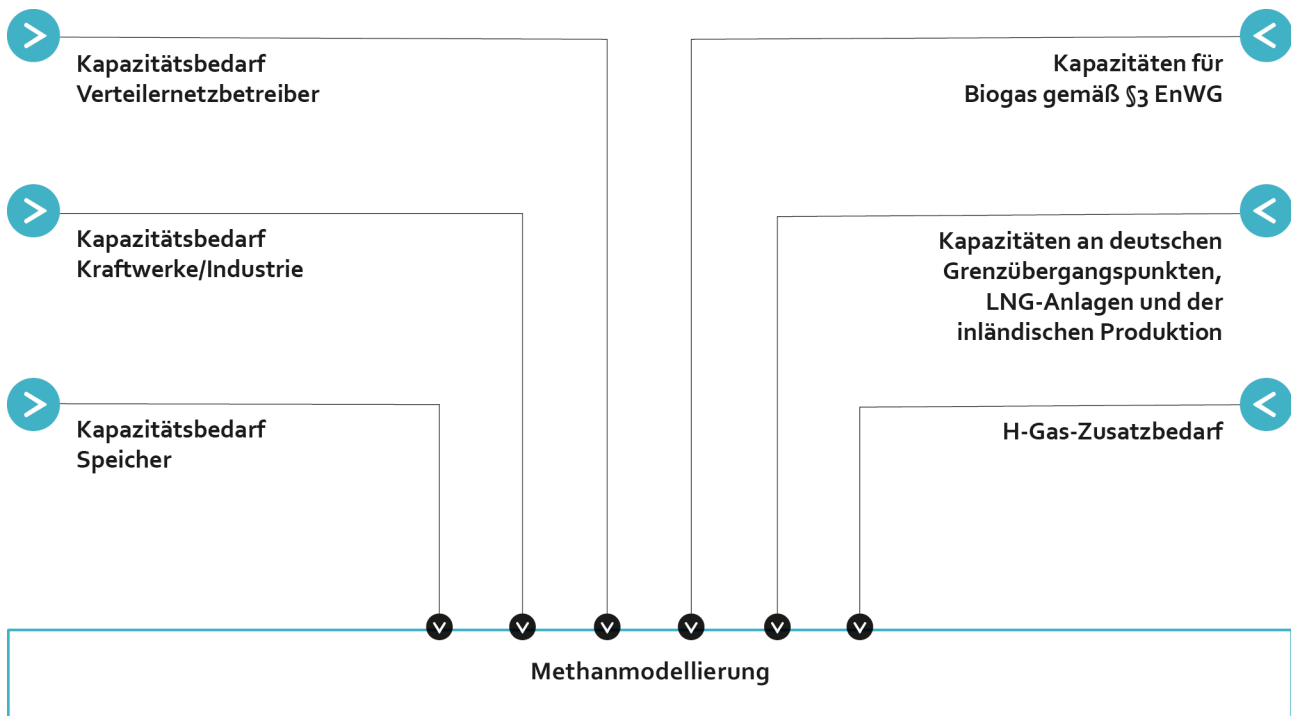 Kapazitätsbedarf
Verteilernetzbetreiber
Kapazitäten für
Biogas gemäß §3 EnWG
Kapazitätsbedarf
Kraftwerke/Industrie
Kapazitäten an deutschen
Grenzübergangspunkten,
LNG-Anlagen und der
inländischen Produktion
Kapazitätsbedarf
Speicher
H-Gas-Zusatzbedarf
Methanmodellierung